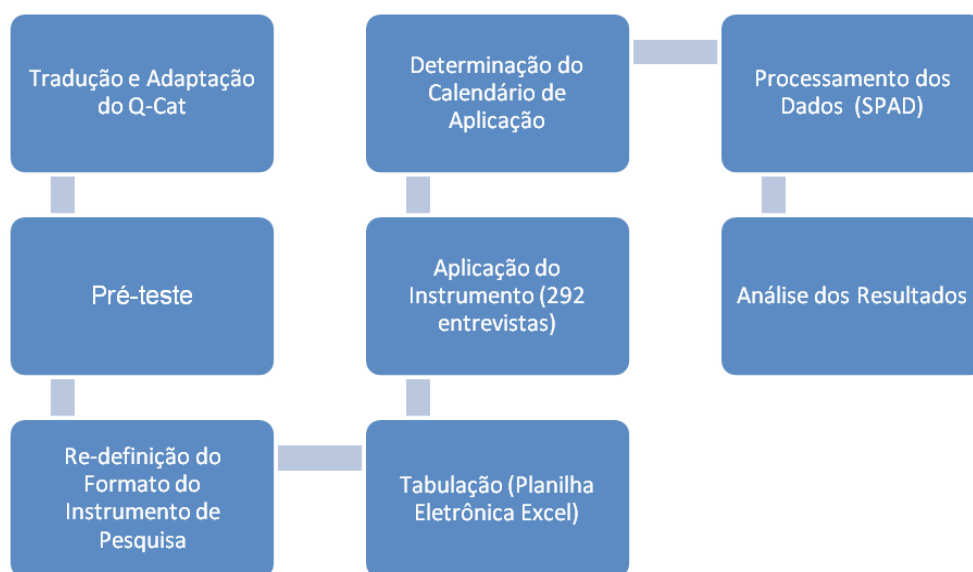 Tradução e Adaptação
do Q-Cat
Pré-teste
Re-definição do
Formato do
Instrumento de
Pesquisa
Tabulação (Planilha
Eletrônica Excel)
Aplicação do
Instrumento (292
entrevistas)
Determinação do
Calendário de
Aplicação
Processamento dos
Dados (SPAD)
Análise dos Resultados